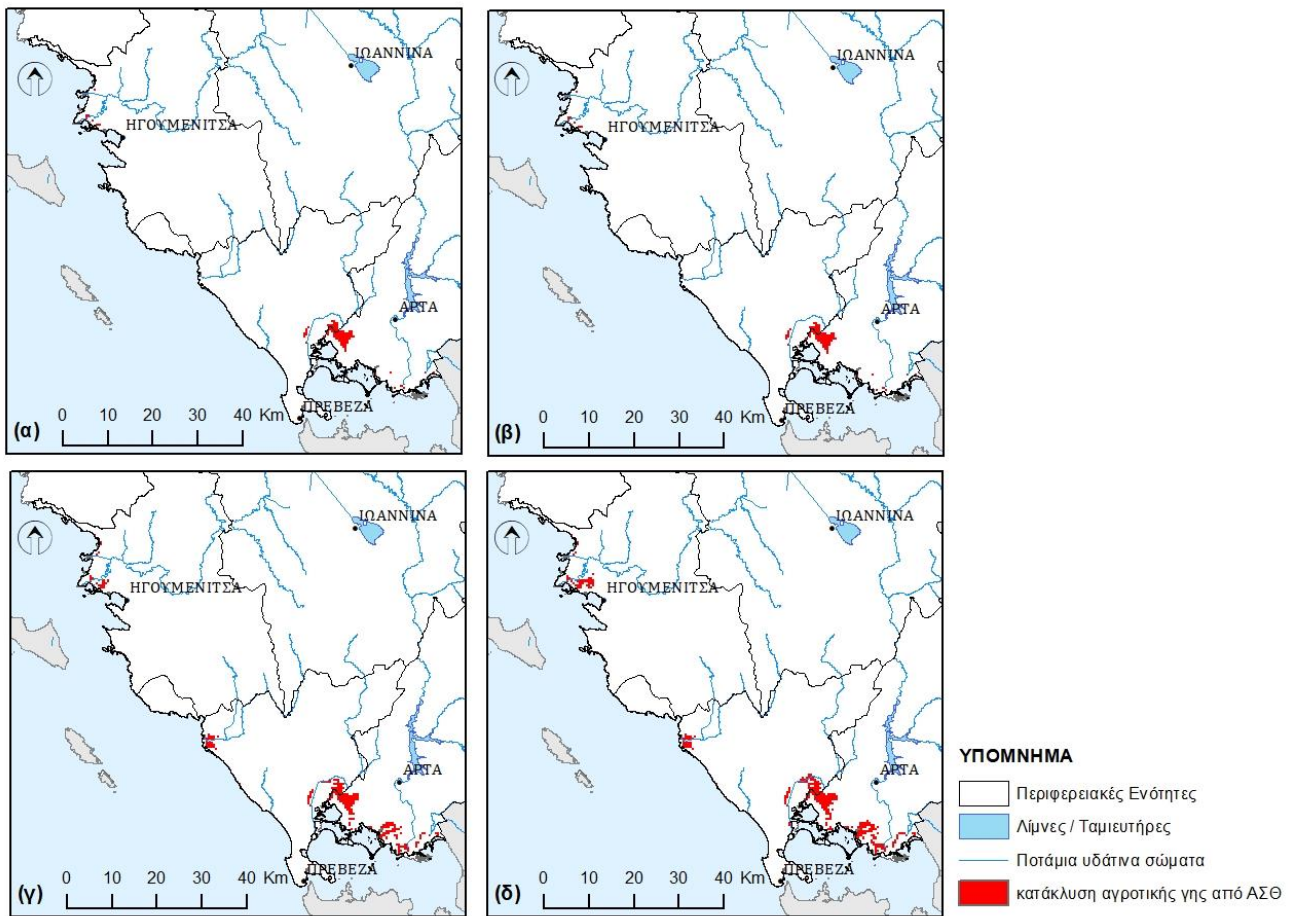 ΙΩΑΝΝΙΝΑ
ΗΓΟΥΜΕΝΙΤΣΑ
ΑΡΤΑ
ΠΡΕΒΕΖΑ
0 10 20 30 40 Km
(α)
ΙΩΑΝΝΙΝΑ
ΗΓΟΥΜΕΝΙΤΣΑ
ΑΡΤΑ
ΠΡΕΒΕΖΑ
0 10 20 30 40 Km
(β)
ΙΩΑΝΝΙΝΑ
ΗΓΟΥΜΕΝΙΤΣΑ
ΑΡΤΑ
ΠΡΕΒΕΖΑ
0 10 20 30 40 Km
(γ)
ΙΩΑΝΝΙΝΑ
ΗΓΟΥΜΕΝΙΤΣΑ
ΑΡΤΑ
ΠΡΕΒΕΖΑ
0 10 20 30 40 Km
(δ)
ΥΠΟΜΝΗΜΑ
Περιφερειακές Ενότητες
Λίμνες / Ταμιευτήρες
Ποτάμια υδάτινα σώματα
κατάκλυση αγροτικής γης από ΑΣΘ